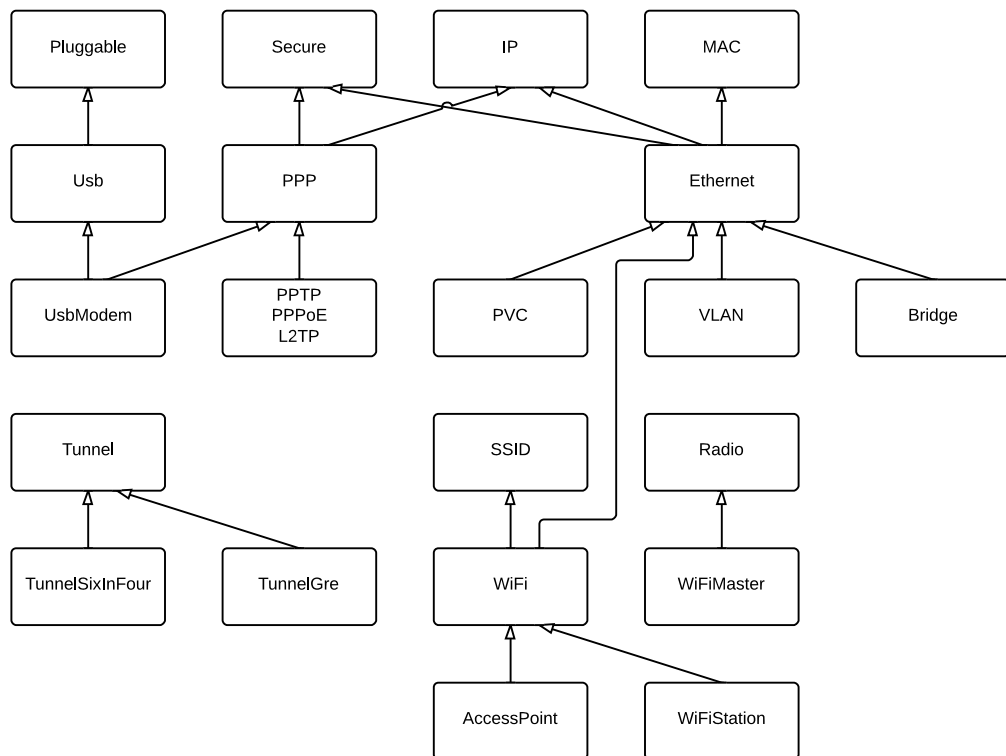 Pluggable
Secure
IP
MAC
Usb
PPP
Ethernet
UsbModem
PPTP
PPPoE
L2TP
PVC
VLAN
Bridge
Tunnel
SSID
Radio
TunnelSixInFour
TunnelGre
WiFi
WiFiMaster
AccessPoint
WiFiStation